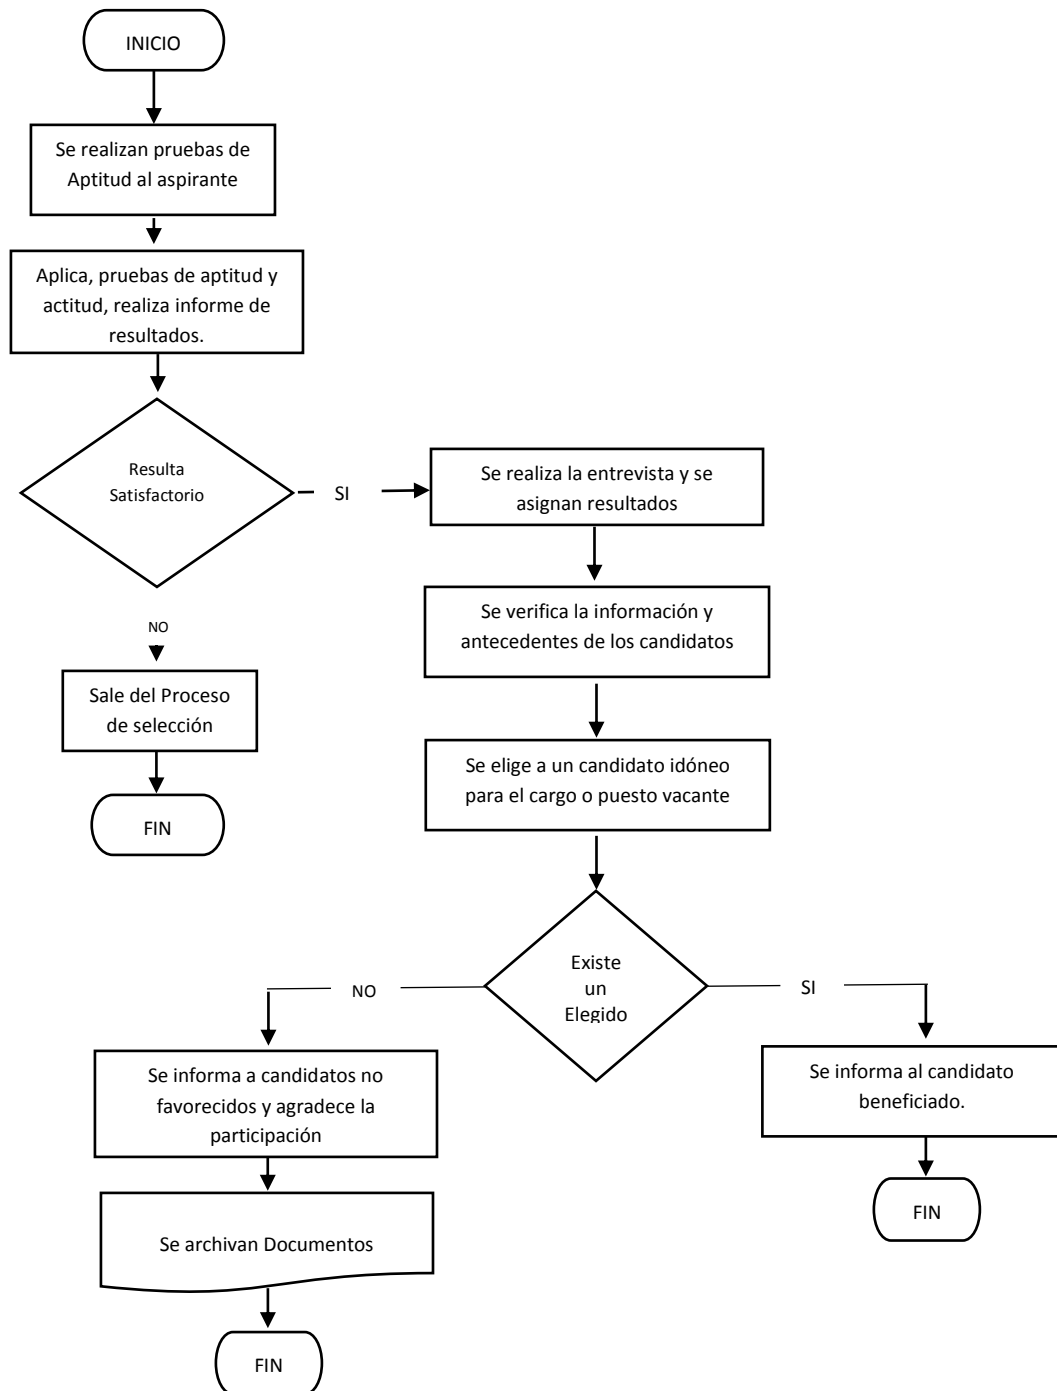 INICIO
Se realizan pruebas de
Aptitud al aspirante
Aplica, pruebas de aptitud y
actitud, realiza informe de
resultados.
Resulta
Satisfactorio
SI
Se realiza la entrevista y se
asignan resultados
Se verifica la información y
antecedentes de los candidatos
NO
Sale del Proceso
de selección
FIN
Se elige a un candidato idóneo
para el cargo o puesto vacante
Existe
un
Elegido
NO
SI
Se informa a candidatos no
favorecidos y agradece la
participación
Se informa al candidato
beneficiado.
FIN
Se archivan Documentos
FIN